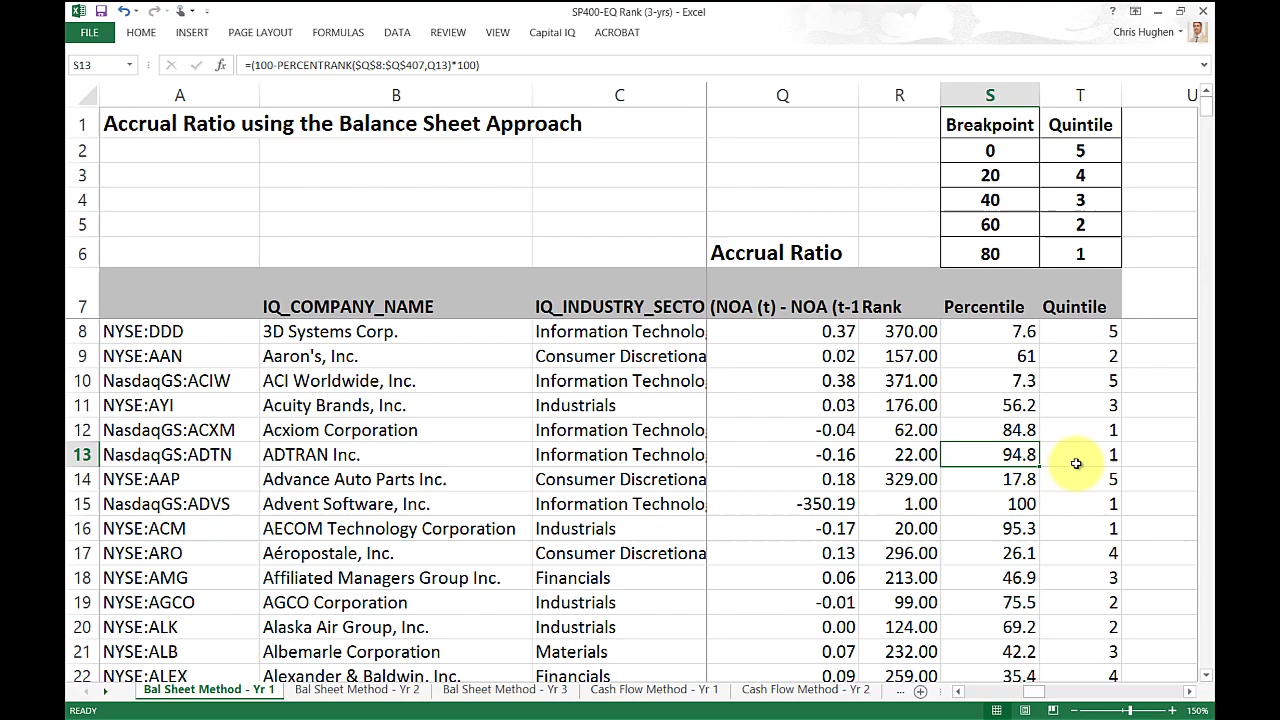 SP400-EQ Rank (3-yrs) - Excel
FILE HOME INSERT PAGE LAYOUT FORMULAS DATA REVIEW VIEW Capital IQ ACROBAT Chris Hughen
S13 fx =(100-PERCENTRANK($Q$8:$Q$407,Q13)*100)
A B C Q R S T U
1 Accrual Ratio using the Balance Sheet Approach Breakpoint Quintile
2 0 5
3 20 4
4 40 3
5 60 2
6 Accrual Ratio 80 1
7 IQ_COMPANY_NAME IQ_INDUSTRY_SECTO (NOA (t) - NOA (t-1 Rank Percentile Quintile
8 NYSE:DDD 3D Systems Corp. Information Technolo 0.37 370.00 7.6 5
9 NYSE:AAN Aaron's, Inc. Consumer Discretiona 0.02 157.00 61 2
10 NasdaqGS:ACIW ACI Worldwide, Inc. Information Technolo 0.38 371.00 7.3 5
11 NYSE:AYI Acuity Brands, Inc. Industrials 0.03 176.00 56.2 3
12 NasdaqGS:ACXM Acxiom Corporation Information Technolo -0.04 62.00 84.8 1
13 NasdaqGS:ADTN ADTRAN Inc. Information Technolo -0.16 22.00 94.8 1
14 NYSE:AAP Advance Auto Parts Inc. Consumer Discretiona 0.18 329.00 17.8 5
15 NasdaqGS:ADVS Advent Software, Inc. Information Technolo -350.19 1.00 100 1
16 NYSE:ACM AECOM Technology Corporation Industrials -0.17 20.00 95.3 1
17 NYSE:ARO Aéropostale, Inc. Consumer Discretiona 0.13 296.00 26.1 4
18 NYSE:AMG Affiliated Managers Group Inc. Financials 0.06 213.00 46.9 3
19 NYSE:AGCO AGCO Corporation Industrials -0.01 99.00 75.5 2
20 NYSE:ALK Alaska Air Group, Inc. Industrials 0.00 124.00 69.2 2
21 NYSE:ALB Albemarle Corporation Materials 0.07 232.00 42.2 3
22 NYSE:ALEX Alexander & Baldwin, Inc. Financials 0.09 259.00 35.4 4
Bal Sheet Method - Yr 1 Bal Sheet Method - Yr 2 Bal Sheet Method - Yr 3 Cash Flow Method - Yr 1 Cash Flow Method - Yr 2 ...
READY 150%